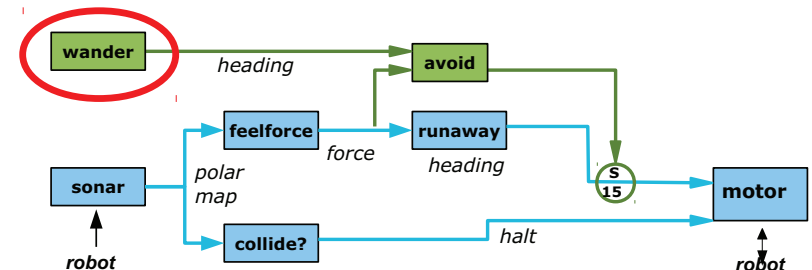 wander
heading
avoid
feelforce
force
runaway
heading
polar
map
S
15
sonar
motor
collide?
halt
robot
robot